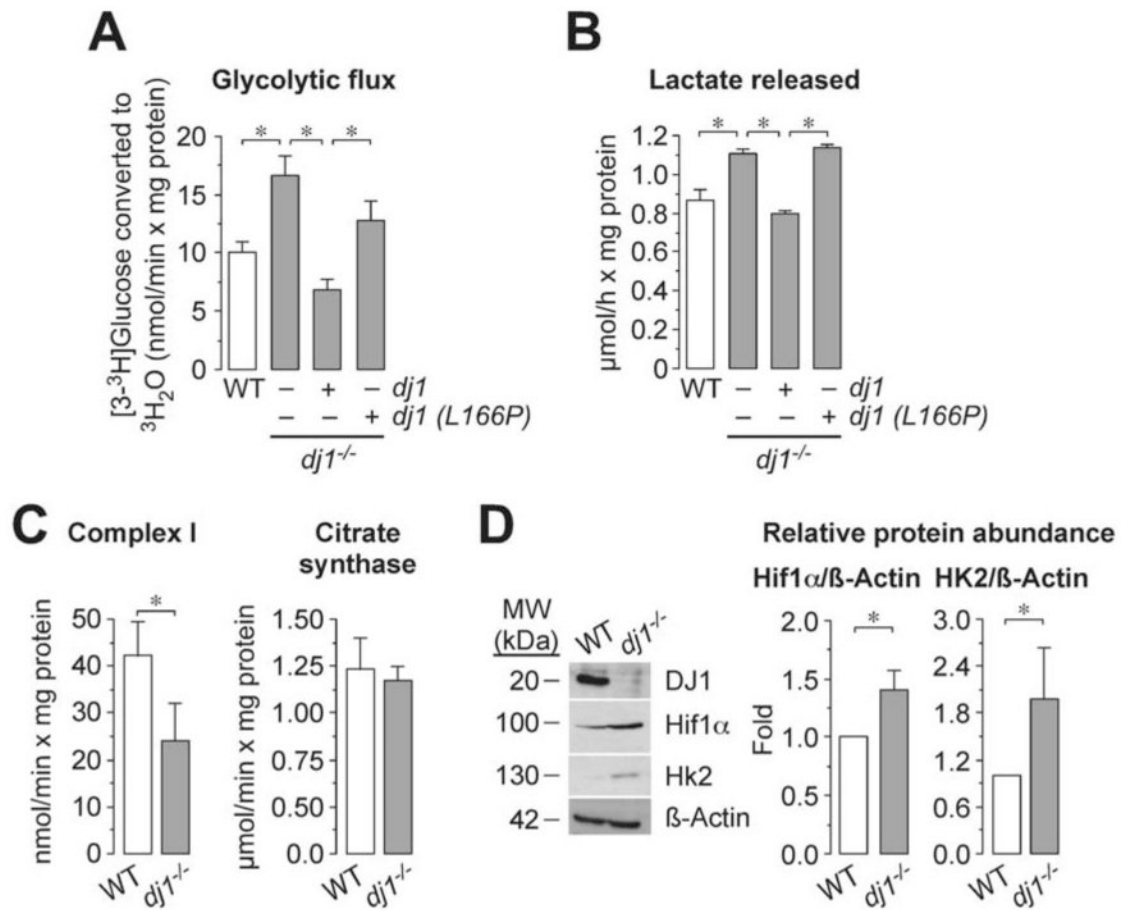 A
Glycolytic flux
[3-³H]Glucose converted to
³H₂O (nmol/min x mg protein)
20
15
10
5
0
* * *
WT – + – dj1
– – + dj1 (L166P)
dj1-/-
B
Lactate released
µmol/h x mg protein
1.2
1.0
0.8
0.6
0.4
0.2
0.0
* * *
WT – + – dj1
– – + dj1 (L166P)
dj1-/-
C
Complex I
nmol/min x mg protein
50
40
30
20
10
0
*
WT dj1-/-
Citrate
synthase
µmol/min x mg protein
1.50
1.25
1.00
0.75
0.50
0.25
0.0
WT dj1-/-
D
MW
(kDa)
WT dj1-/-
20 – DJ1
100 – Hif1α
130 – Hk2
42 – ß-Actin
Relative protein abundance
Hif1α/ß-Actin
Fold
2.0
1.5
1.0
0.5
0.0
*
WT dj1-/-
HK2/ß-Actin
3.0
2.4
1.8
1.2
0.6
0.0
*
WT dj1-/-